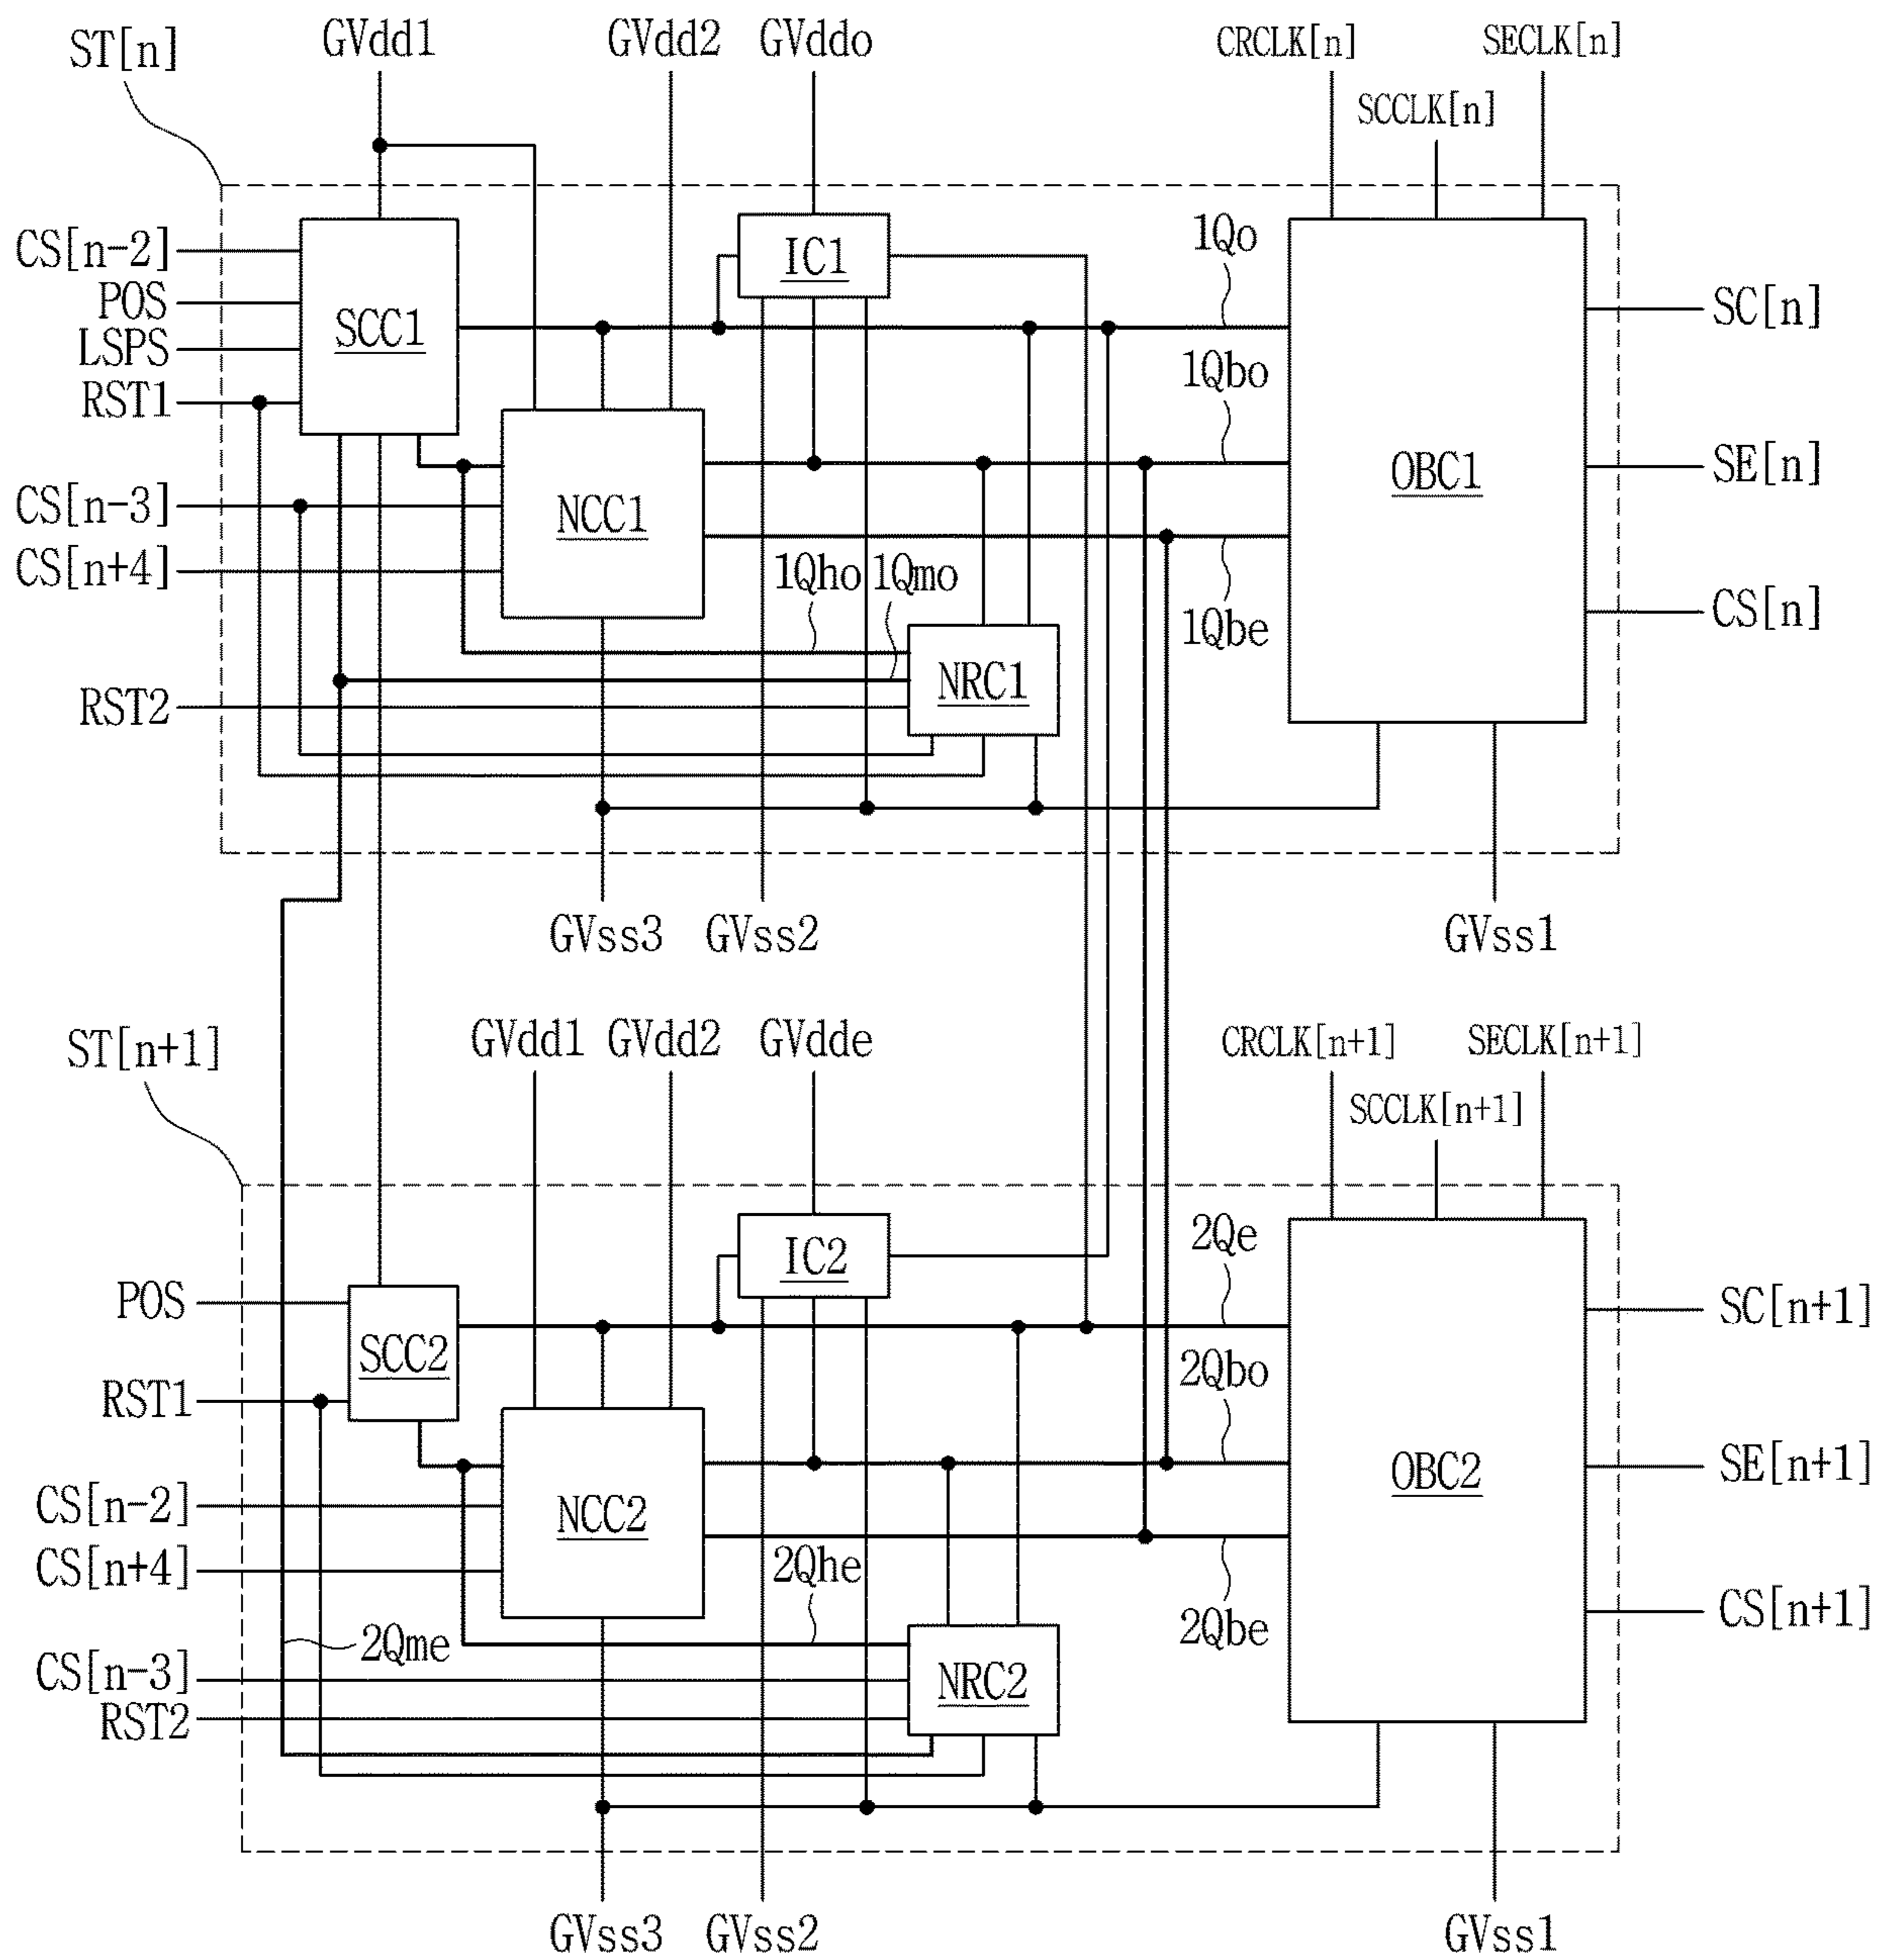 ST[n]
GVdd1
GVdd2
GVddo
CRCLK[n]
SECLK[n]
SCCLK[n]
CS[n-2]
POS
LSPS
RST1
SCC1
IC1
1Qo
1Qbo
SC[n]
OBC1
SE[n]
CS[n-3]
NCC1
CS[n+4]
1Qho
1Qmo
1Qbe
CS[n]
NRC1
RST2
GVss3
GVss2
GVss1
ST[n+1]
GVdd1
GVdd2
GVdde
CRCLK[n+1]
SECLK[n+1]
SCCLK[n+1]
POS
IC2
2Qe
SC[n+1]
SCC2
RST1
2Qbo
OBC2
SE[n+1]
CS[n-2]
NCC2
CS[n+4]
2Qhe
2Qbe
CS[n+1]
2Qme
CS[n-3]
NRC2
RST2
GVss3
GVss2
GVss1